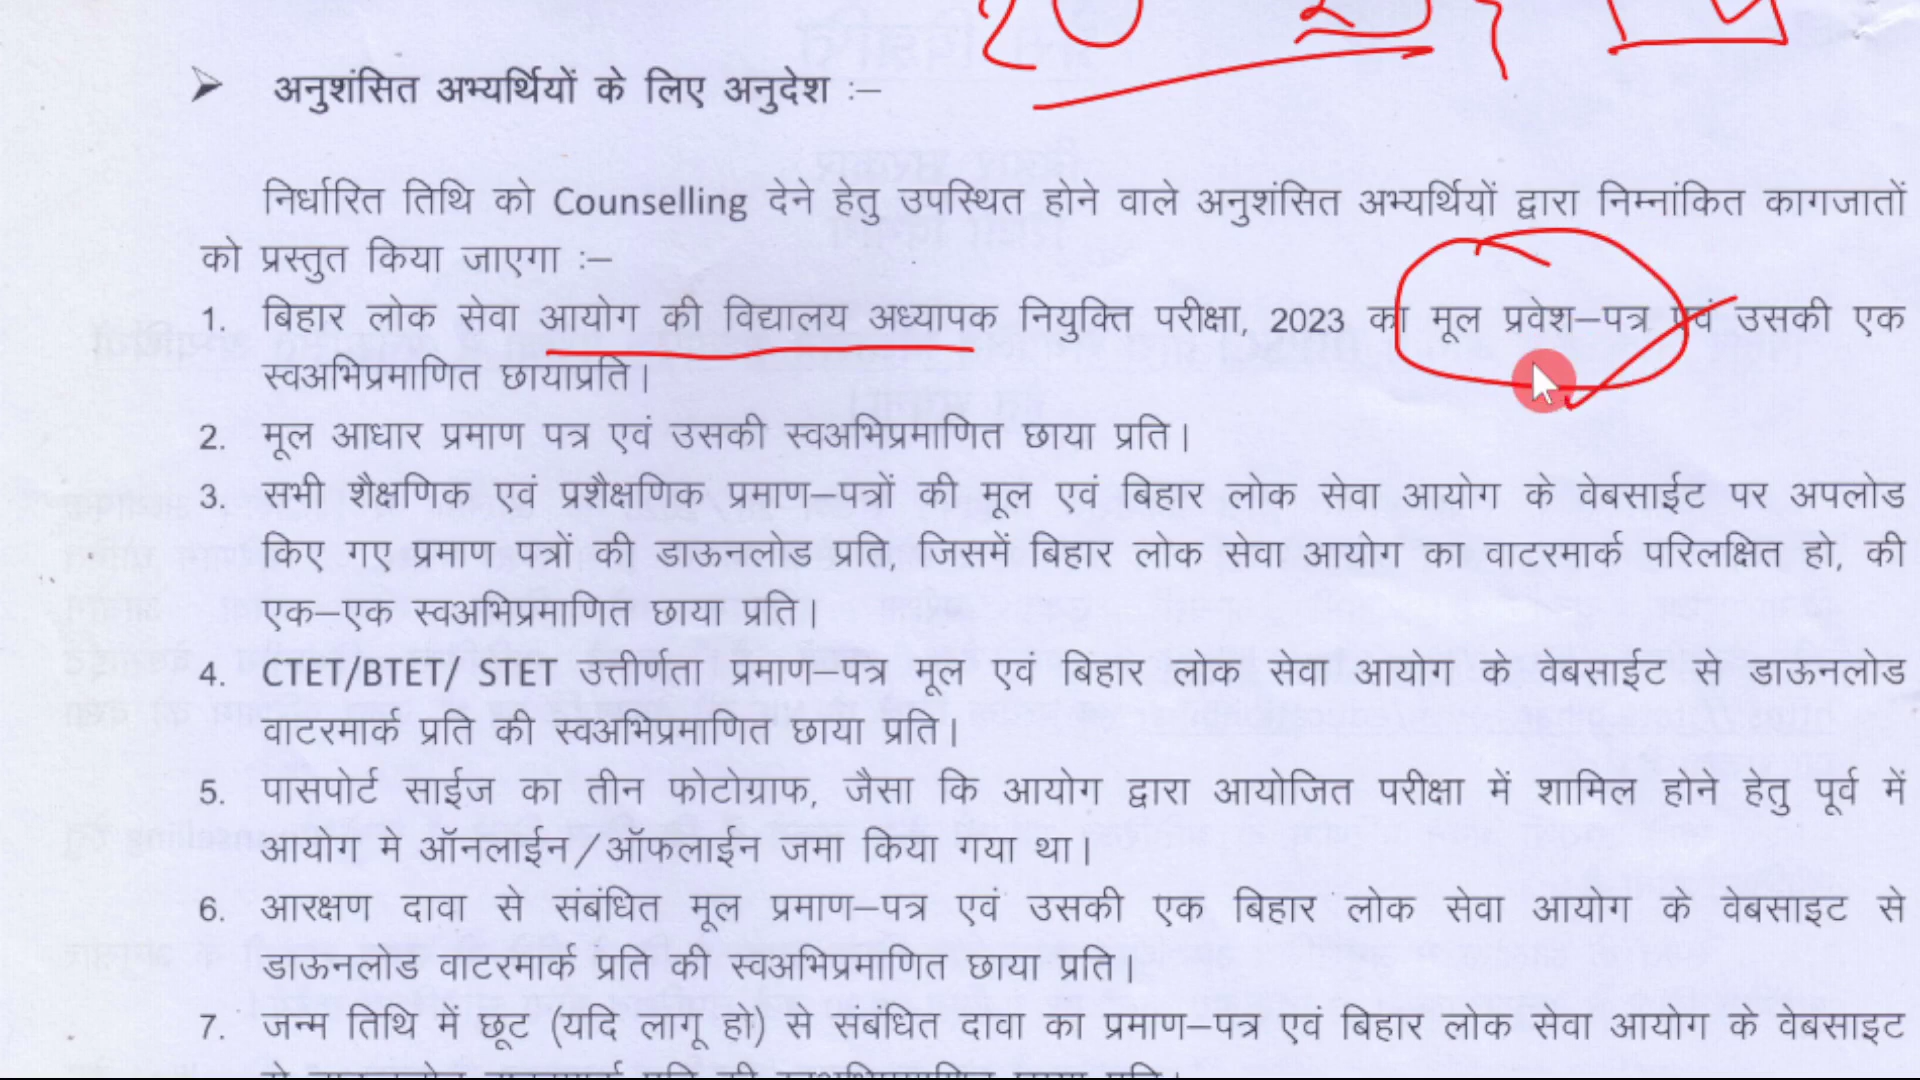 अनुशंसित अभ्यर्थियों के लिए अनुदेश :–
निर्धारित तिथि को Counselling देने हेतु उपस्थित होने वाले अनुशंसित अभ्यर्थियों द्वारा निम्नांकित कागजातों
को प्रस्तुत किया जाएगा :–
1. बिहार लोक सेवा आयोग की विद्यालय अध्यापक नियुक्ति परीक्षा, 2023 का मूल प्रवेश–पत्र एवं उसकी एक
स्वअभिप्रमाणित छायाप्रति।
2. मूल आधार प्रमाण पत्र एवं उसकी स्वअभिप्रमाणित छाया प्रति।
3. सभी शैक्षणिक एवं प्रशैक्षणिक प्रमाण–पत्रों की मूल एवं बिहार लोक सेवा आयोग के वेबसाईट पर अपलोड
किए गए प्रमाण पत्रों की डाऊनलोड प्रति, जिसमें बिहार लोक सेवा आयोग का वाटरमार्क परिलक्षित हो, की
एक–एक स्वअभिप्रमाणित छाया प्रति।
4. CTET/BTET/ STET उत्तीर्णता प्रमाण–पत्र मूल एवं बिहार लोक सेवा आयोग के वेबसाईट से डाऊनलोड
वाटरमार्क प्रति की स्वअभिप्रमाणित छाया प्रति।
5. पासपोर्ट साईज का तीन फोटोग्राफ, जैसा कि आयोग द्वारा आयोजित परीक्षा में शामिल होने हेतु पूर्व में
आयोग मे ऑनलाईन/ऑफलाईन जमा किया गया था।
6. आरक्षण दावा से संबंधित मूल प्रमाण–पत्र एवं उसकी एक बिहार लोक सेवा आयोग के वेबसाइट से
डाऊनलोड वाटरमार्क प्रति की स्वअभिप्रमाणित छाया प्रति।
7. जन्म तिथि में छूट (यदि लागू हो) से संबंधित दावा का प्रमाण–पत्र एवं बिहार लोक सेवा आयोग के वेबसाइट